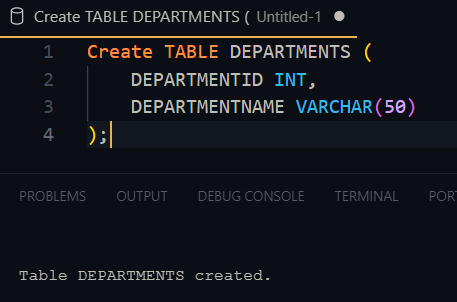 Create TABLE DEPARTMENTS ( Untitled-1
1 Create TABLE DEPARTMENTS (
2 DEPARTMENTID INT,
3 DEPARTMENTNAME VARCHAR(50)
4 );
PROBLEMS OUTPUT DEBUG CONSOLE TERMINAL POR
Table DEPARTMENTS created.